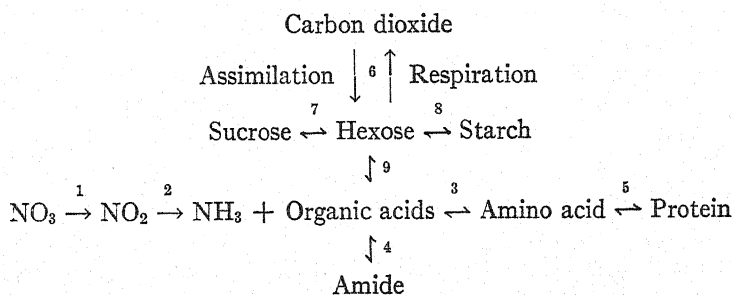 Carbon dioxide
Assimilation ↓ 6 ↑ Respiration
7 8
Sucrose ⇌ Hexose ⇌ Starch
⇃↾ 9
1 2 3 5
NO₃ → NO₂ → NH₃ + Organic acids ⇌ Amino acid ⇌ Protein
⇃↾ 4
Amide